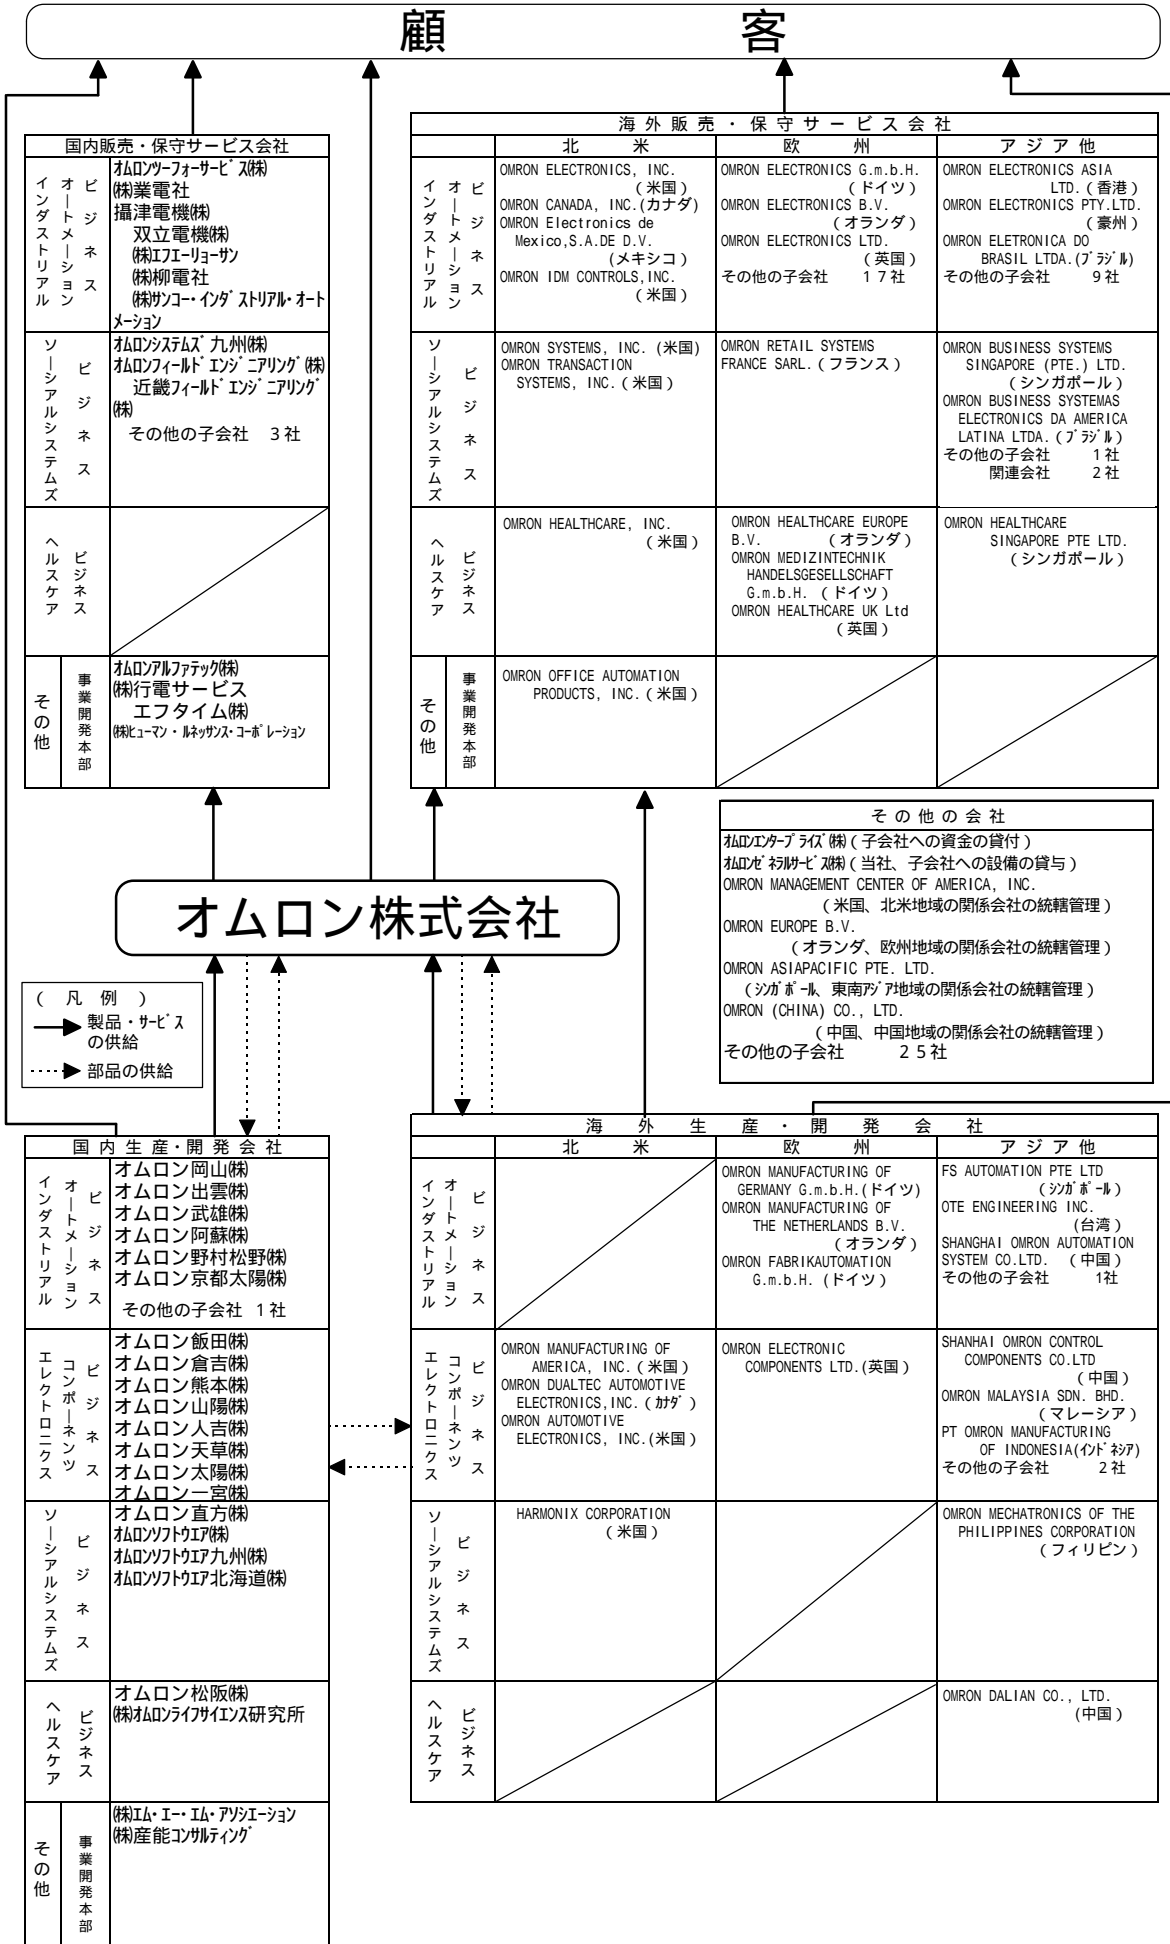 顧　客
国内販売・保守サービス会社
インダストリアル
オートメーション
ビジネス
オムロンツーフォーサービス㈱
㈱業電社
攝津電機㈱
双立電機㈱
㈱エフエーリョーサン
㈱柳電社
㈱サンコー・インダストリアル・オート
メーション
ソーシアルシステムズ
ビジネス
オムロンシステムズ九州㈱
オムロンフィールドエンジニアリング㈱
近畿フィールドエンジニアリング
㈱
その他の子会社　3社
ヘルスケア
ビジネス
その他
事業開発本部
オムロンアルファテック㈱
㈱行電サービス
エフタイム㈱
㈱ヒューマン・ルネッサンス・コーポレーション
海外販売・保守サービス会社
北　米
欧　州
アジア他
インダストリアル
オートメーション
ビジネス
OMRON ELECTRONICS, INC.
（米国）
OMRON CANADA, INC.(カナダ)
OMRON Electronics de
Mexico,S.A.DE D.V.
（メキシコ）
OMRON IDM CONTROLS,INC.
（米国）
OMRON ELECTRONICS G.m.b.H.
（ドイツ）
OMRON ELECTRONICS B.V.
（オランダ）
OMRON ELECTRONICS LTD.
（英国）
その他の子会社　17社
OMRON ELECTRONICS ASIA
LTD.（香港）
OMRON ELECTRONICS PTY.LTD.
（豪州）
OMRON ELETRONICA DO
BRASIL LTDA.(ブラジル)
その他の子会社　9社
ソーシアルシステムズ
ビジネス
OMRON SYSTEMS, INC.（米国）
OMRON TRANSACTION
SYSTEMS, INC.（米国）
OMRON RETAIL SYSTEMS
FRANCE SARL.（フランス）
OMRON BUSINESS SYSTEMS
SINGAPORE (PTE.) LTD.
（シンガポール）
OMRON BUSINESS SYSTEMAS
ELECTRONICS DA AMERICA
LATINA LTDA.(ブラジル)
その他の子会社　1社
関連会社　2社
ヘルスケア
ビジネス
OMRON HEALTHCARE, INC.
（米国）
OMRON HEALTHCARE EUROPE
B.V.　（オランダ）
OMRON MEDIZINTECHNIK
HANDELSGESELLSCHAFT
G.m.b.H.（ドイツ）
OMRON HEALTHCARE UK Ltd
（英国）
OMRON HEALTHCARE
SINGAPORE PTE LTD.
（シンガポール）
その他
事業開発本部
OMRON OFFICE AUTOMATION
PRODUCTS, INC.（米国）
その他の会社
オムロンエンタープライズ㈱（子会社への資金の貸付）
オムロンゼネラルサービス㈱（当社、子会社への設備の貸与）
OMRON MANAGEMENT CENTER OF AMERICA, INC.
（米国、北米地域の関係会社の統轄管理）
OMRON EUROPE B.V.
（オランダ、欧州地域の関係会社の統轄管理）
OMRON ASIAPACIFIC PTE. LTD.
（シンガポール、東南アジア地域の関係会社の統轄管理）
OMRON (CHINA) CO., LTD.
（中国、中国地域の関係会社の統轄管理）
その他の子会社　25社
オムロン株式会社
（凡例）
製品・サービス
の供給
部品の供給
国内生産・開発会社
インダストリアル
オートメーション
ビジネス
オムロン岡山㈱
オムロン出雲㈱
オムロン武雄㈱
オムロン阿蘇㈱
オムロン野村松野㈱
オムロン京都太陽㈱
その他の子会社　1社
エレクトロニクス
コンポーネンツ
ビジネス
オムロン飯田㈱
オムロン倉吉㈱
オムロン熊本㈱
オムロン山陽㈱
オムロン人吉㈱
オムロン天草㈱
オムロン太陽㈱
オムロン一宮㈱
ソーシアルシステムズ
ビジネス
オムロン直方㈱
オムロンソフトウエア㈱
オムロンソフトウエア九州㈱
オムロンソフトウエア北海道㈱
ヘルスケア
ビジネス
オムロン松阪㈱
㈱オムロンライフサイエンス研究所
その他
事業開発本部
㈱エム・エー・エム・アソシエーション
㈱産能コンサルティング
海外生産・開発会社
北　米
欧　州
アジア他
インダストリアル
オートメーション
ビジネス
OMRON MANUFACTURING OF
GERMANY G.m.b.H.(ドイツ)
OMRON MANUFACTURING OF
THE NETHERLANDS B.V.
（オランダ）
OMRON FABRIKAUTOMATION
G.m.b.H.（ドイツ）
FS AUTOMATION PTE LTD
（シンガポール）
OTE ENGINEERING INC.
（台湾）
SHANGHAI OMRON AUTOMATION
SYSTEM CO.LTD.　（中国）
その他の子会社　1社
エレクトロニクス
コンポーネンツ
ビジネス
OMRON MANUFACTURING OF
AMERICA, INC.（米国）
OMRON DUALTEC AUTOMOTIVE
ELECTRONICS,INC.（カナダ）
OMRON AUTOMOTIVE
ELECTRONICS, INC.(米国)
OMRON ELECTRONIC
COMPONENTS LTD.(英国)
SHANHAI OMRON CONTROL
COMPONENTS CO.LTD
（中国）
OMRON MALAYSIA SDN. BHD.
（マレーシア）
PT OMRON MANUFACTURING
OF INDONESIA(インドネシア)
その他の子会社　2社
ソーシアルシステムズ
ビジネス
HARMONIX CORPORATION
（米国）
OMRON MECHATRONICS OF THE
PHILIPPINES CORPORATION
（フィリピン）
ヘルスケア
ビジネス
OMRON DALIAN CO., LTD.
（中国）